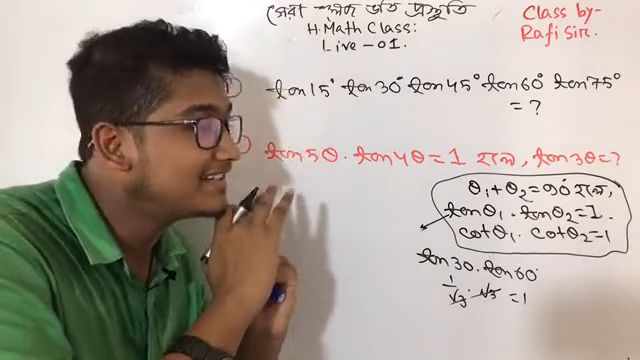 সেরা - স্পেশাল ভর্তি প্রস্তুতি
H. Math Class:
Live - 01.
Class by-
Rafi Sir.
tan15° tan30° tan45° tan60° tan75°
= ?
tan5θ. tan4θ = 1 হলে, tan3θ = ?
θ₁ + θ₂ = 90° হলে,
tanθ₁. tanθ₂ = 1.
cotθ₁. cotθ₂ = 1
tan30. tan60
1/√3 . √3 = 1